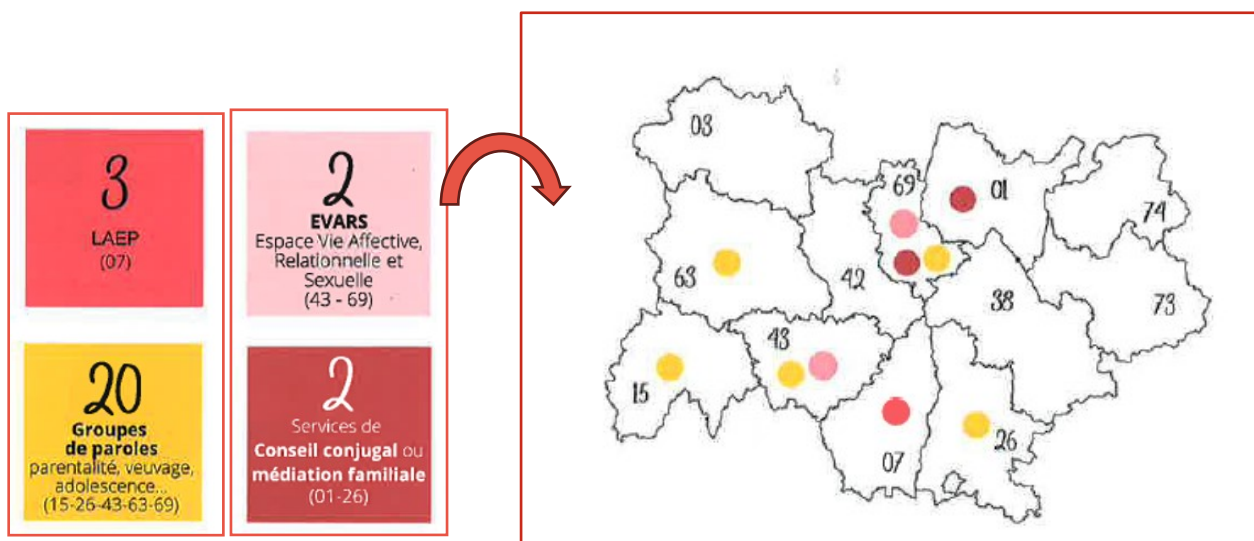 3
LAEP
(07)
2
EVARS
Espace Vie Affective,
Relationnelle et
Sexuelle
(43 - 69)
20
Groupes
de paroles
parentalité, veuvage,
adolescence...
(15-26-43-63-69)
2
Services de
Conseil conjugal ou
médiation familiale
(01-26)
03
69
01
74
63
42
38
73
43
15
26
07